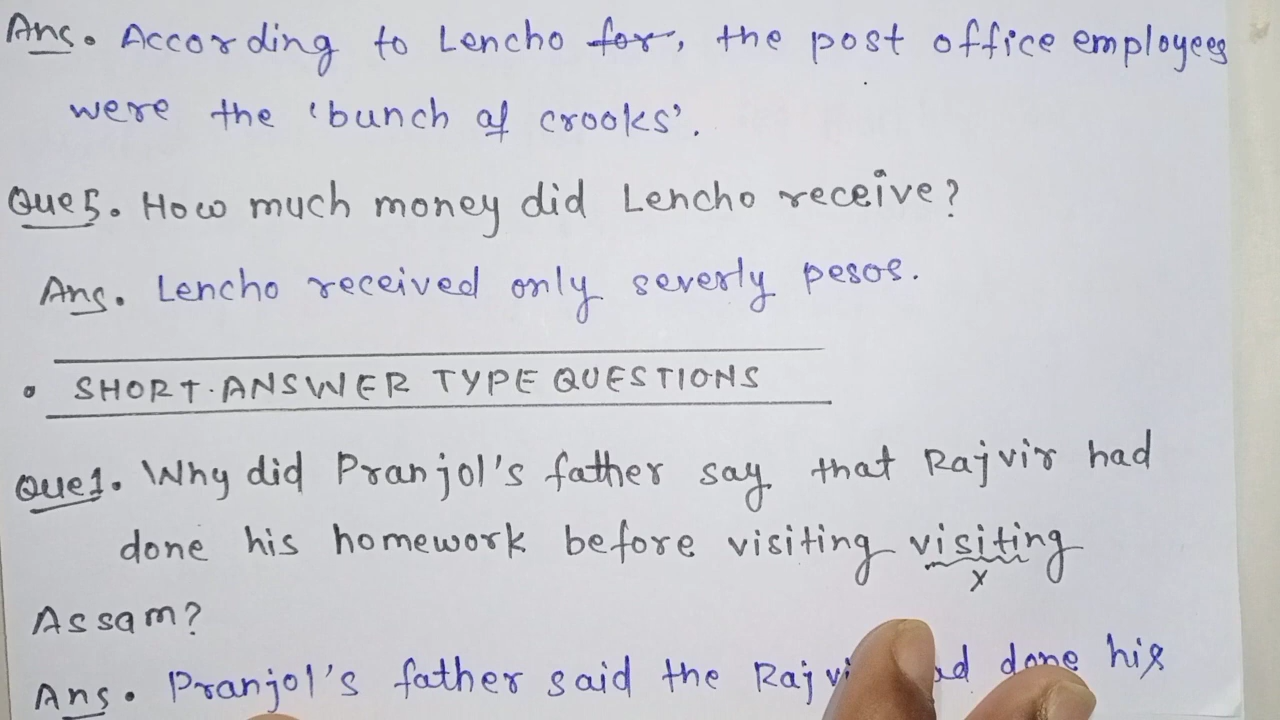 Ans. According to Lencho for, the post office employees
were the 'bunch of crooks'.
Que5. How much money did Lencho receive?
Ans. Lencho received only severly pesos.
• SHORT-ANSWER TYPE QUESTIONS
Que1. Why did Pranjol's father say that Rajvir had
done his homework before visiting visiting
x
Assam?
Ans. Pranjol's father said the done his